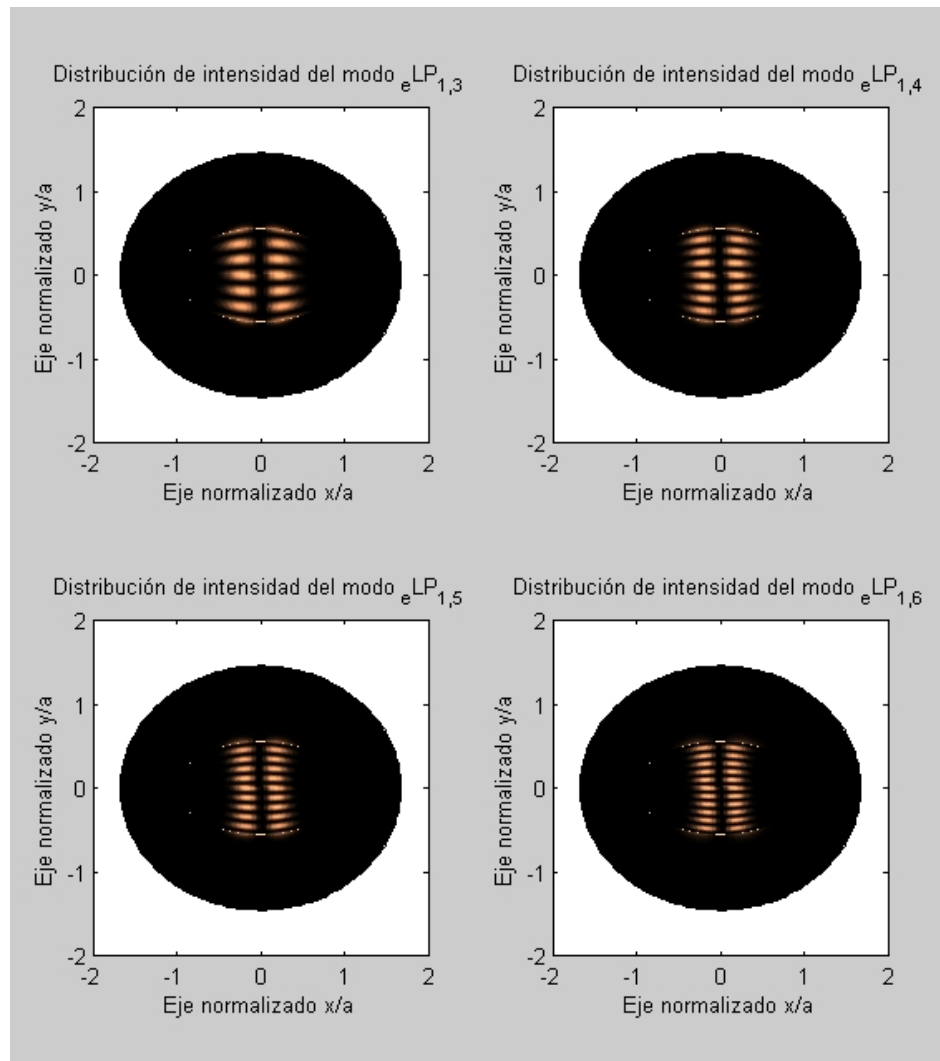 Distribución de intensidad del modo ₑLP₁,₃
2
1
0
-1
-2
-2 -1 0 1 2
Eje normalizado y/a
Eje normalizado x/a
Distribución de intensidad del modo ₑLP₁,₄
2
1
0
-1
-2
-2 -1 0 1 2
Eje normalizado y/a
Eje normalizado x/a
Distribución de intensidad del modo ₑLP₁,₅
2
1
0
-1
-2
-2 -1 0 1 2
Eje normalizado y/a
Eje normalizado x/a
Distribución de intensidad del modo ₑLP₁,₆
2
1
0
-1
-2
-2 -1 0 1 2
Eje normalizado y/a
Eje normalizado x/a